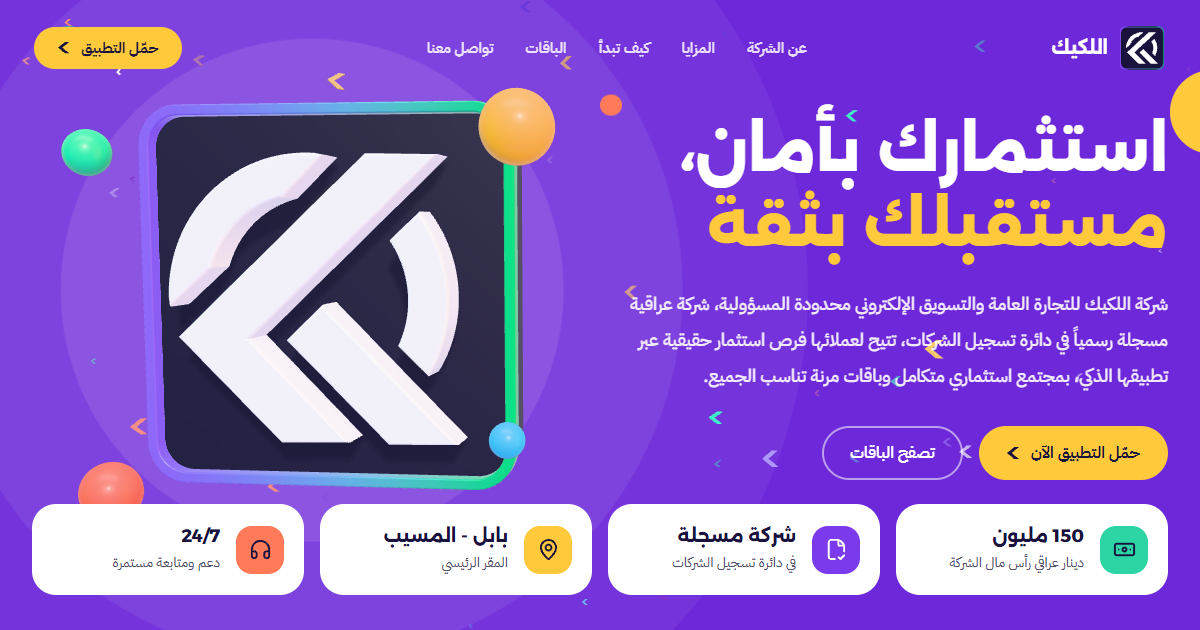 اللكيك
عن الشركة
المزايا
كيف تبدأ
الباقات
تواصل معنا
حمّل التطبيق
استثمارك بأمان،
مستقبلك بثقة
شركة اللكيك للتجارة العامة والتسويق الإلكتروني محدودة المسؤولية، شركة عراقية
مسجلة رسمياً في دائرة تسجيل الشركات، تتيح لعملائها فرص استثمار حقيقية عبر
تطبيقها الذكي، بمجتمع استثماري متكامل وباقات مرنة تناسب الجميع.
حمّل التطبيق الآن
تصفح الباقات
150 مليون
دينار عراقي رأس مال الشركة
شركة مسجلة
في دائرة تسجيل الشركات
بابل - المسيب
المقر الرئيسي
24/7
دعم ومتابعة مستمرة